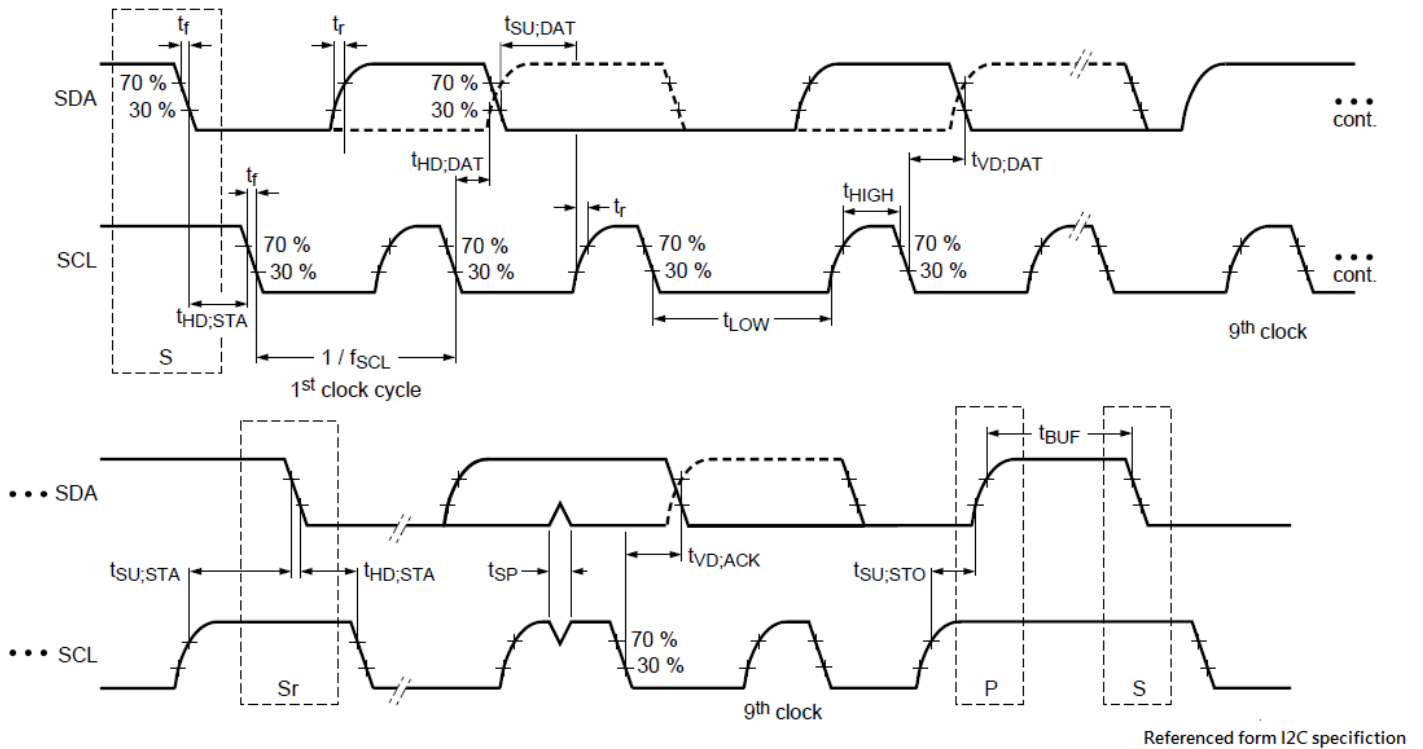 tf tr tSU;DAT
70 % 70 %
SDA
30 % 30 %
••• cont.
tHD;DAT tVD;DAT
tf tr tHIGH
70 % 70 % 70 %
SCL
30 % 30 % 30 %
••• cont.
tHD;STA tLOW
9th clock
S 1 / fSCL
1st clock cycle
tBUF
••• SDA
tSU;STA tHD;STA tSP tVD;ACK tSU;STO
70 %
••• SCL
30 %
Sr P S
9th clock
Referenced form I2C specifiction